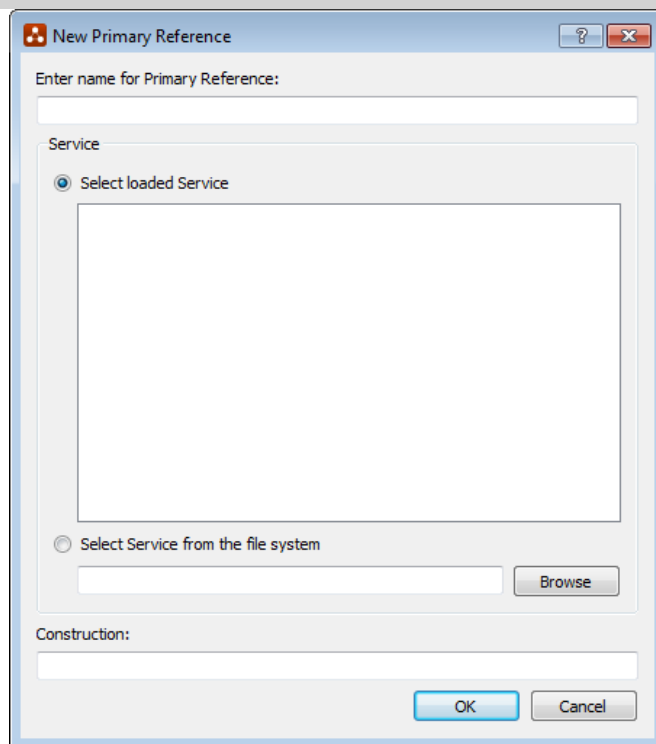 New Primary Reference
Enter name for Primary Reference:
Service
Select loaded Service
Select Service from the file system
Browse
Construction:
OK Cancel